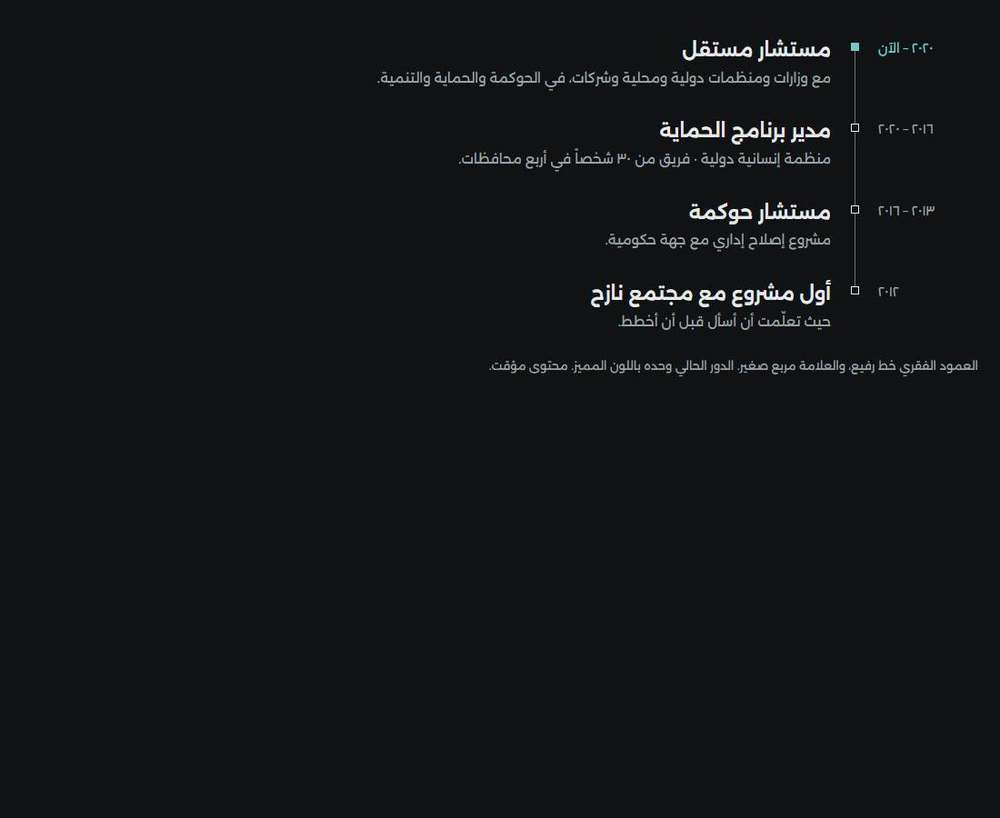 ٢٠٢٠ – الآن
مستشار مستقل
مع وزارات ومنظمات دولية ومحلية وشركات، في الحوكمة والحماية والتنمية.
٢٠١٦ – ٢٠٢٠
مدير برنامج الحماية
منظمة إنسانية دولية · فريق من ٣٠ شخصاً في أربع محافظات.
٢٠١٣ – ٢٠١٦
مستشار حوكمة
مشروع إصلاح إداري مع جهة حكومية.
٢٠١٢
أول مشروع مع مجتمع نازح
حيث تعلّمت أن أسأل قبل أن أخطط.
العمود الفقري خط رفيع، والعلامة مربع صغير. الدور الحالي وحده باللون المميز. محتوى مؤقت.